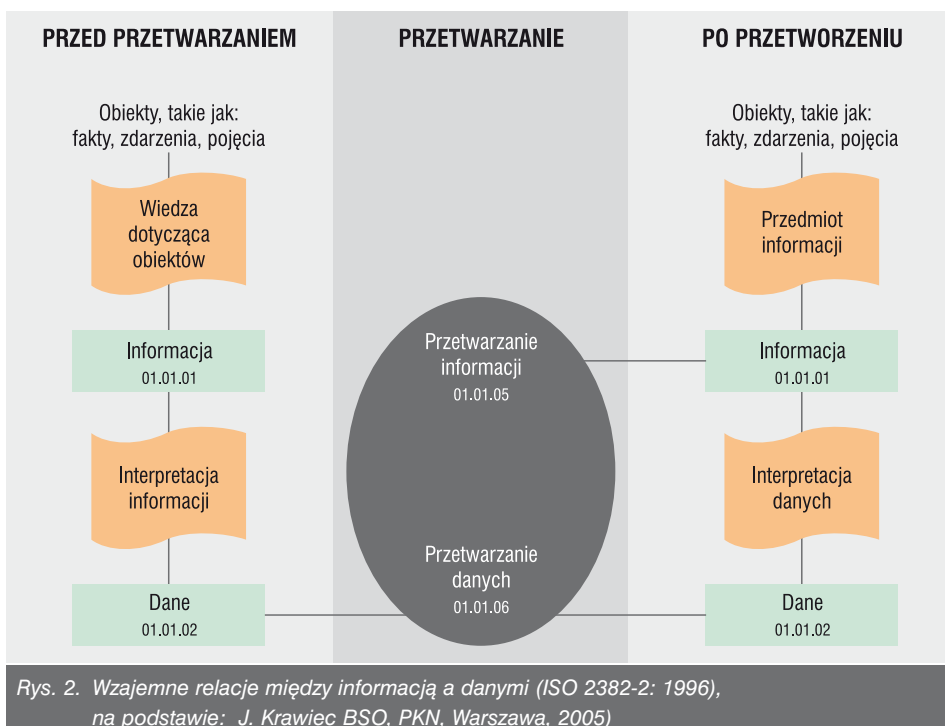 PRZED PRZETWARZANIEM
PRZETWARZANIE
PO PRZETWORZENIU
Obiekty, takie jak:
fakty, zdarzenia, pojęcia
Wiedza
dotycząca
obiektów
Informacja
01.01.01
Interpretacja
informacji
Dane
01.01.02
Przetwarzanie
informacji
01.01.05
Przetwarzanie
danych
01.01.06
Obiekty, takie jak:
fakty, zdarzenia, pojęcia
Przedmiot
informacji
Informacja
01.01.01
Interpretacja
danych
Dane
01.01.02
Rys. 2. Wzajemne relacje między informacją a danymi (ISO 2382-2: 1996),
na podstawie: J. Krawiec BSO, PKN, Warszawa, 2005)